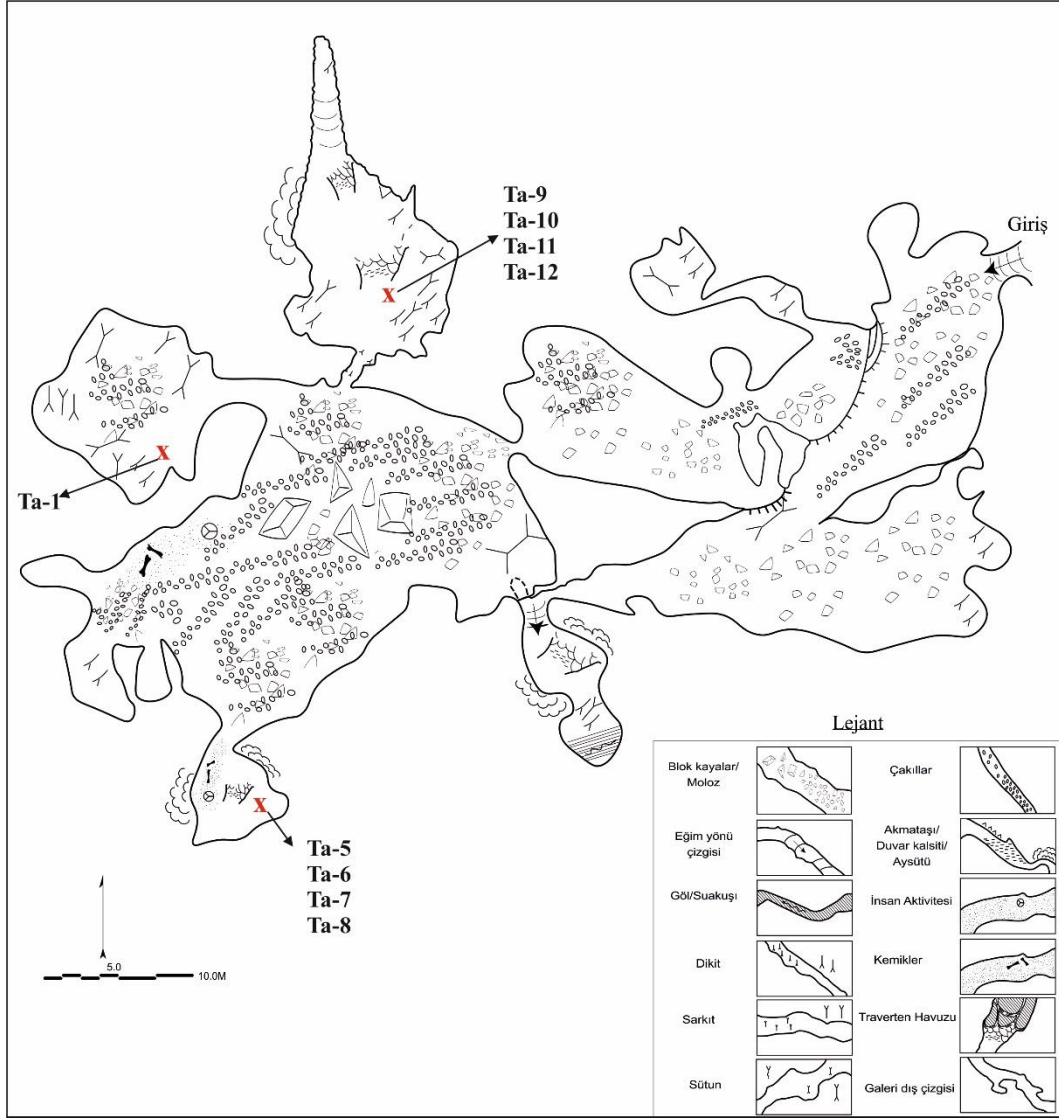 Giriş
Ta-9
Ta-10
Ta-11
Ta-12
X
X
Ta-1
X
Ta-5
Ta-6
Ta-7
Ta-8
5.0
10.0M
Lejant
Blok kayalar/
Moloz
Çakıllar
Eğim yönü
çizgisi
Akmataşı/
Duvar kalsiti/
Aysütü
Göl/Suakuşı
İnsan Aktivitesi
Dikit
Kemikler
Sarkıt
Traverten Havuzu
Sütun
Galeri dış çizgisi